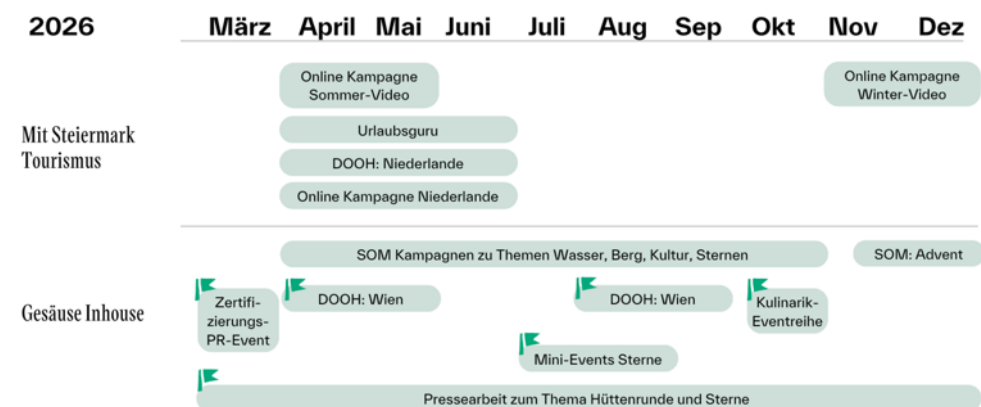 2026 März April Mai Juni Juli Aug Sep Okt Nov Dez
Mit Steiermark
Tourismus
Online Kampagne
Sommer-Video
Online Kampagne
Winter-Video
Urlaubsguru
DOOH: Niederlande
Online Kampagne Niederlande
Gesäuse Inhouse
SOM Kampagnen zu Themen Wasser, Berg, Kultur, Sternen
SOM: Advent
Zertifi-
zierungs-
PR-Event
DOOH: Wien
DOOH: Wien
Kulinarik-
Eventreihe
Mini-Events Sterne
Pressearbeit zum Thema Hüttenrunde und Sterne